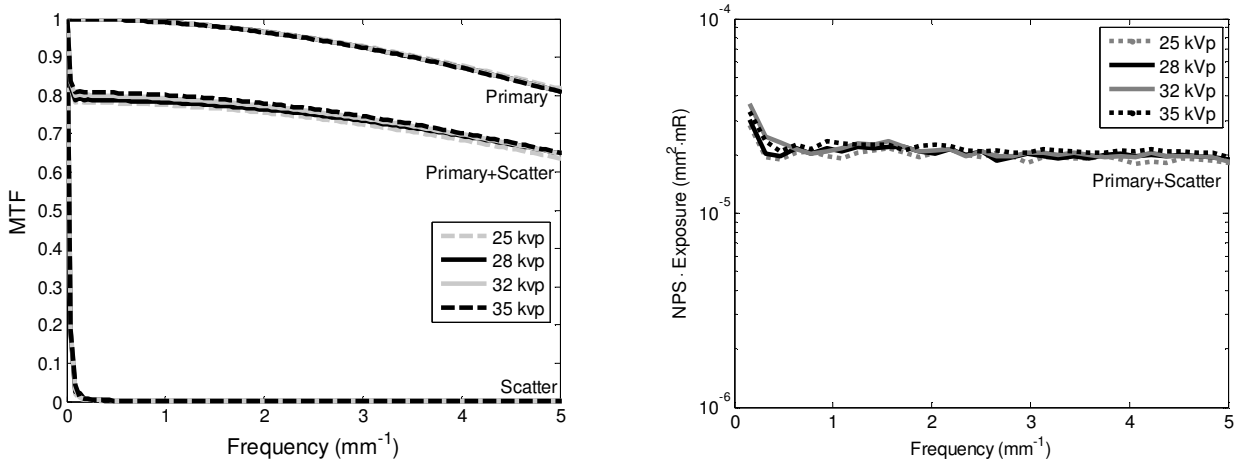 1
0.9
0.8
0.7
0.6
0.5
0.4
0.3
0.2
0.1
0
MTF
Primary
Primary+Scatter
25 kvp
28 kvp
32 kvp
35 kvp
Scatter
0 1 2 3 4 5
Frequency (mm-1)
10-4
10-5
10-6
NPS · Exposure (mm2·mR)
25 kVp
28 kVp
32 kVp
35 kVp
Primary+Scatter
0 1 2 3 4 5
Frequency (mm-1)